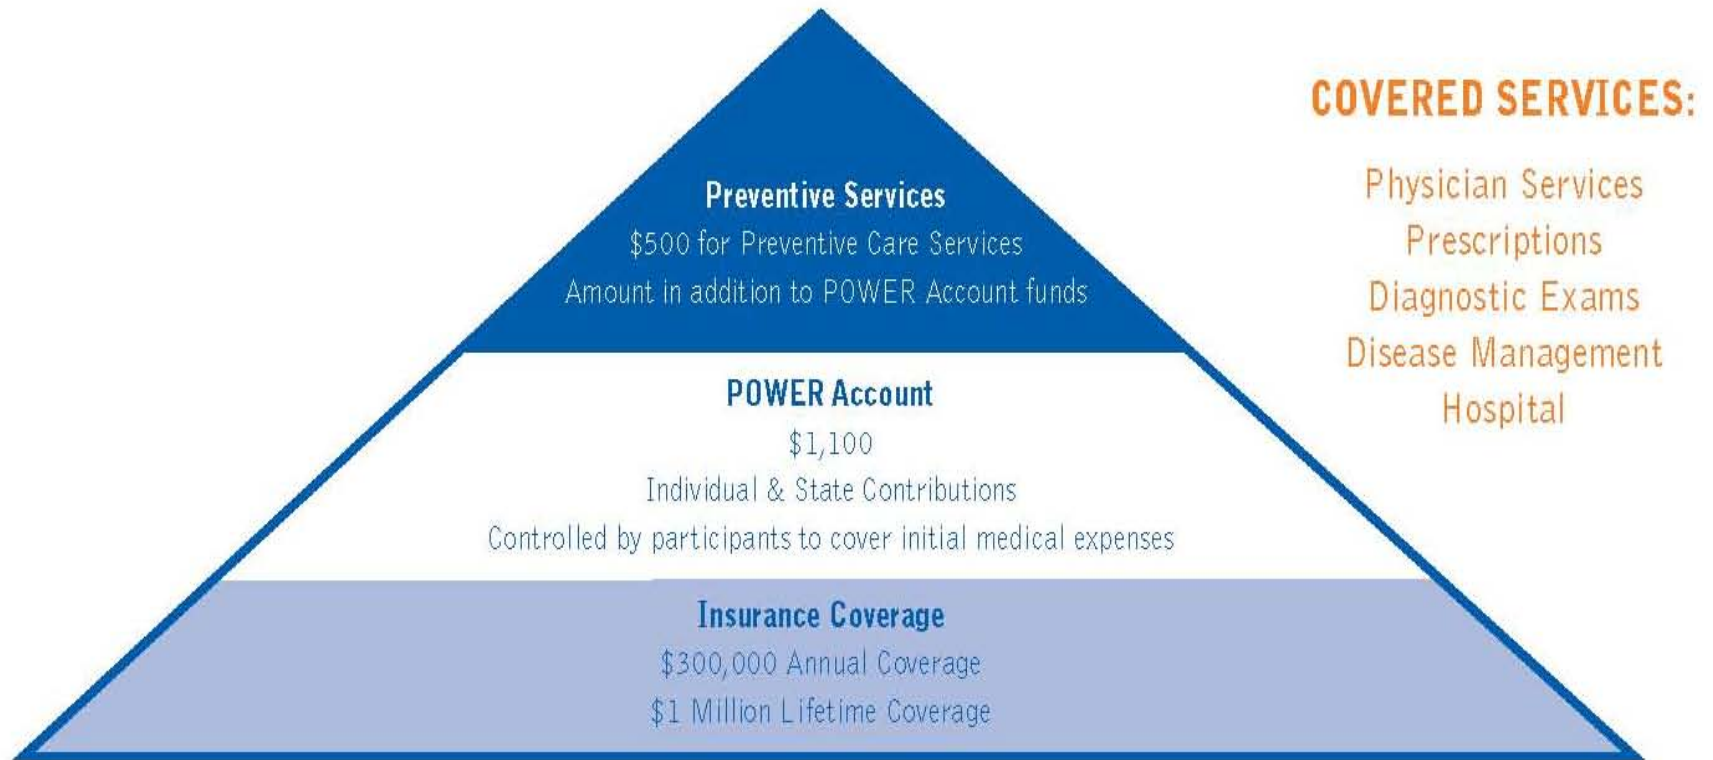 Preventive Services
$500 for Preventive Care Services
Amount in addition to POWER Account funds
POWER Account
$1,100
Individual & State Contributions
Controlled by participants to cover initial medical expenses
Insurance Coverage
$300,000 Annual Coverage
$1 Million Lifetime Coverage
COVERED SERVICES:
Physician Services
Prescriptions
Diagnostic Exams
Disease Management
Hospital